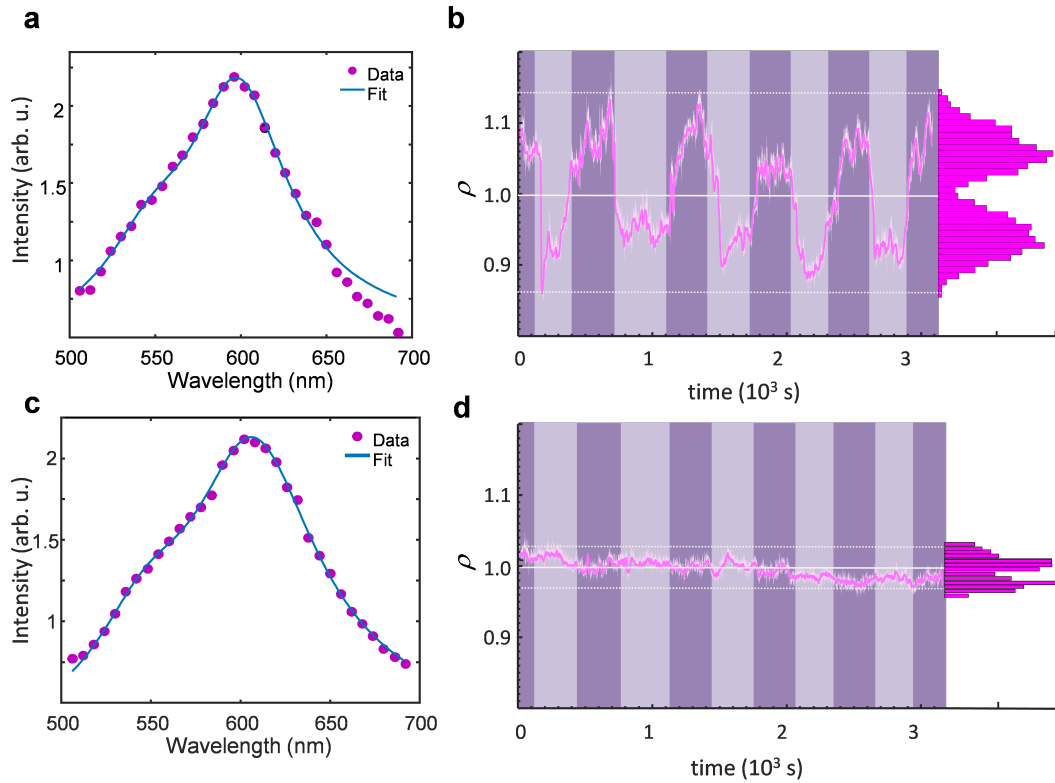 a
Intensity (arb. u.)
2
1.5
1
500 550 600 650 700
Wavelength (nm)
Data
Fit
b
ρ
1.1
1.0
0.9
0 1 2 3
time (10³ s)
c
Intensity (arb. u.)
2
1.5
1
500 550 600 650 700
Wavelength (nm)
Data
Fit
d
ρ
1.1
1.0
0.9
0 1 2 3
time (10³ s)